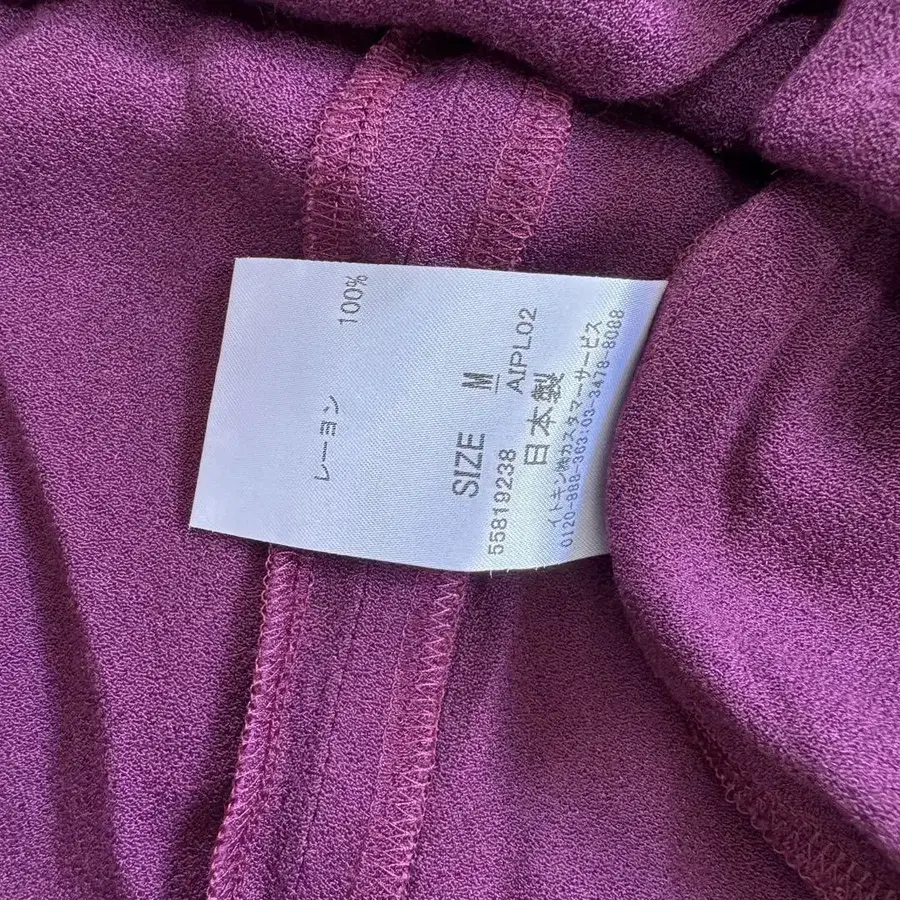 レーヨン 100%
SIZE M
55819238 AIPL02
日本製
イトキン㈱カスタマーサービス
0120-888-363:03-3478-8088